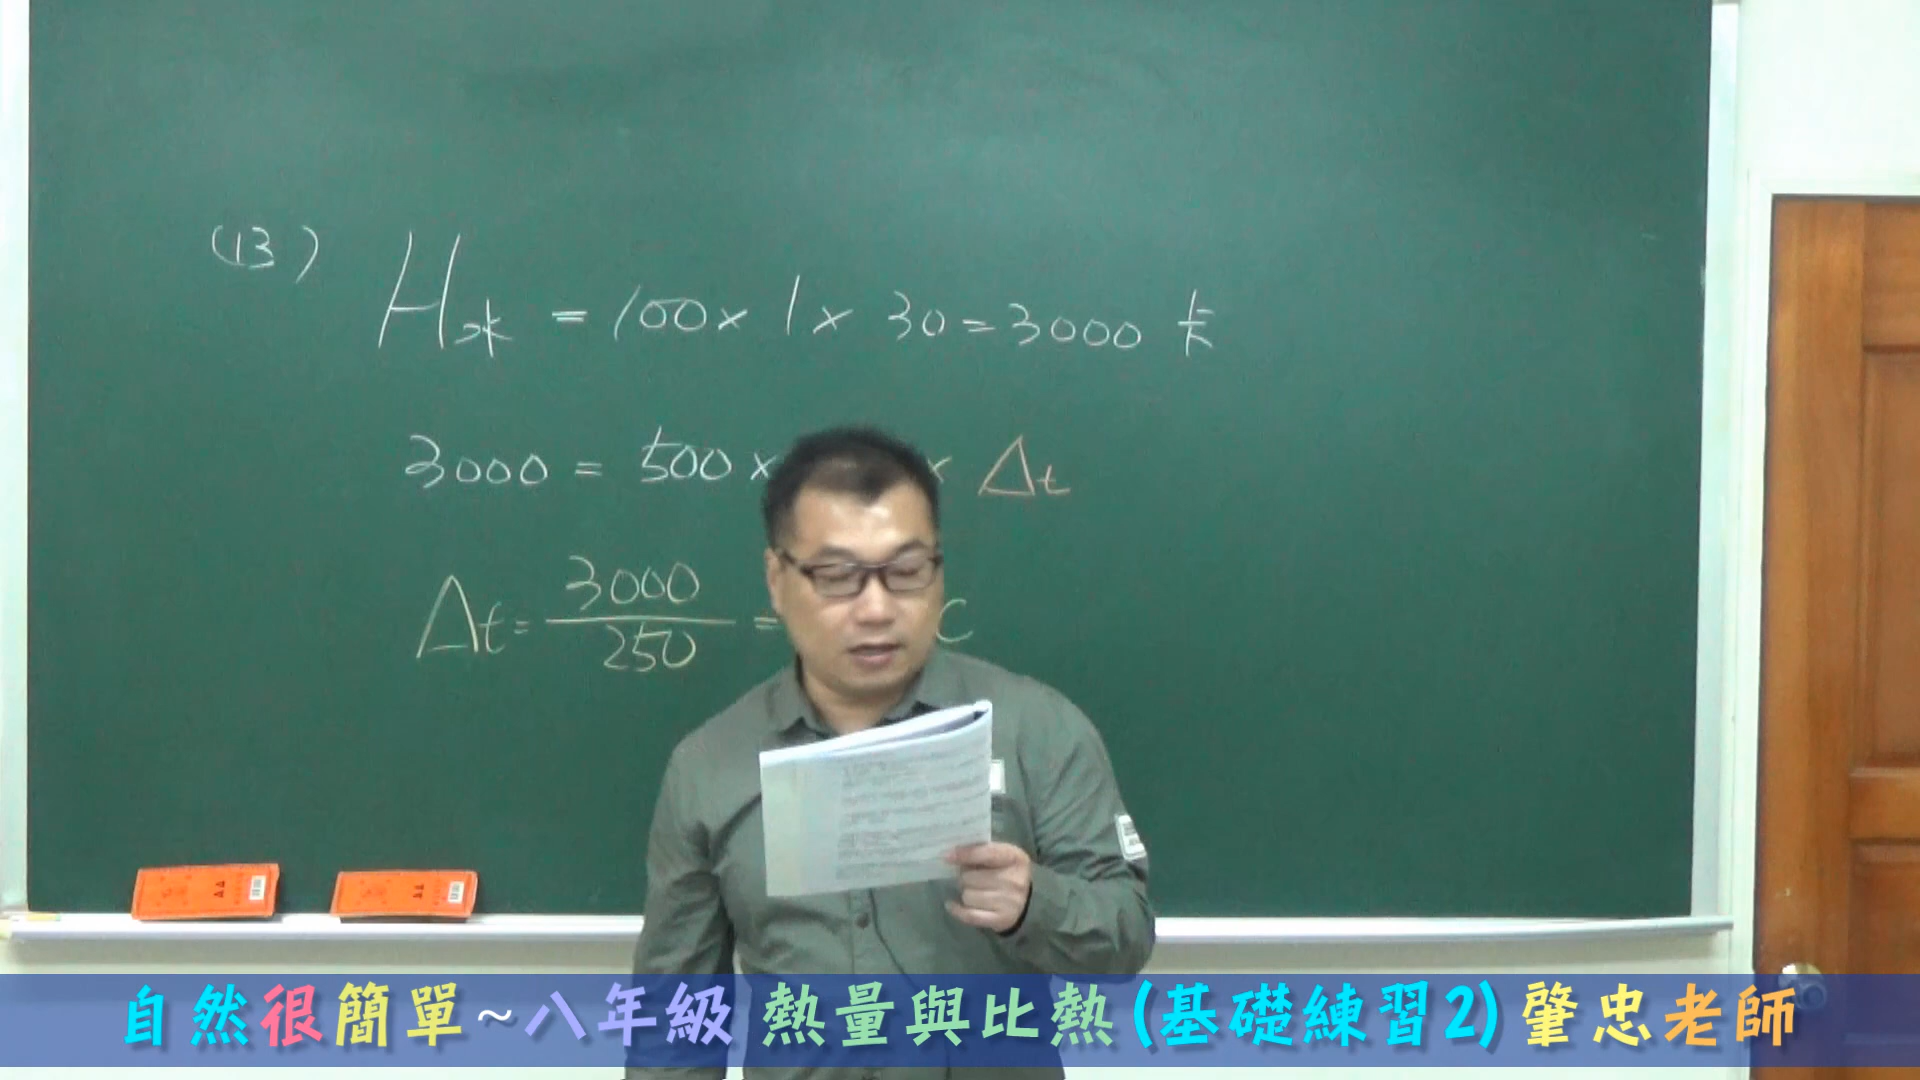 (13) H水 = 100 × 1 × 30 = 3000 卡
3000 = 500 × × Δt
Δt = 3000 / 250 = C
自然很簡單~八年級 熱量與比熱(基礎練習2) 肇忠老師